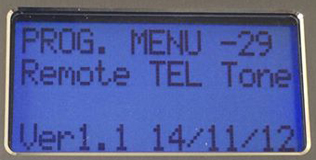 PROG. MENU -29
Remote TEL Tone
Ver1.1 14/11/12